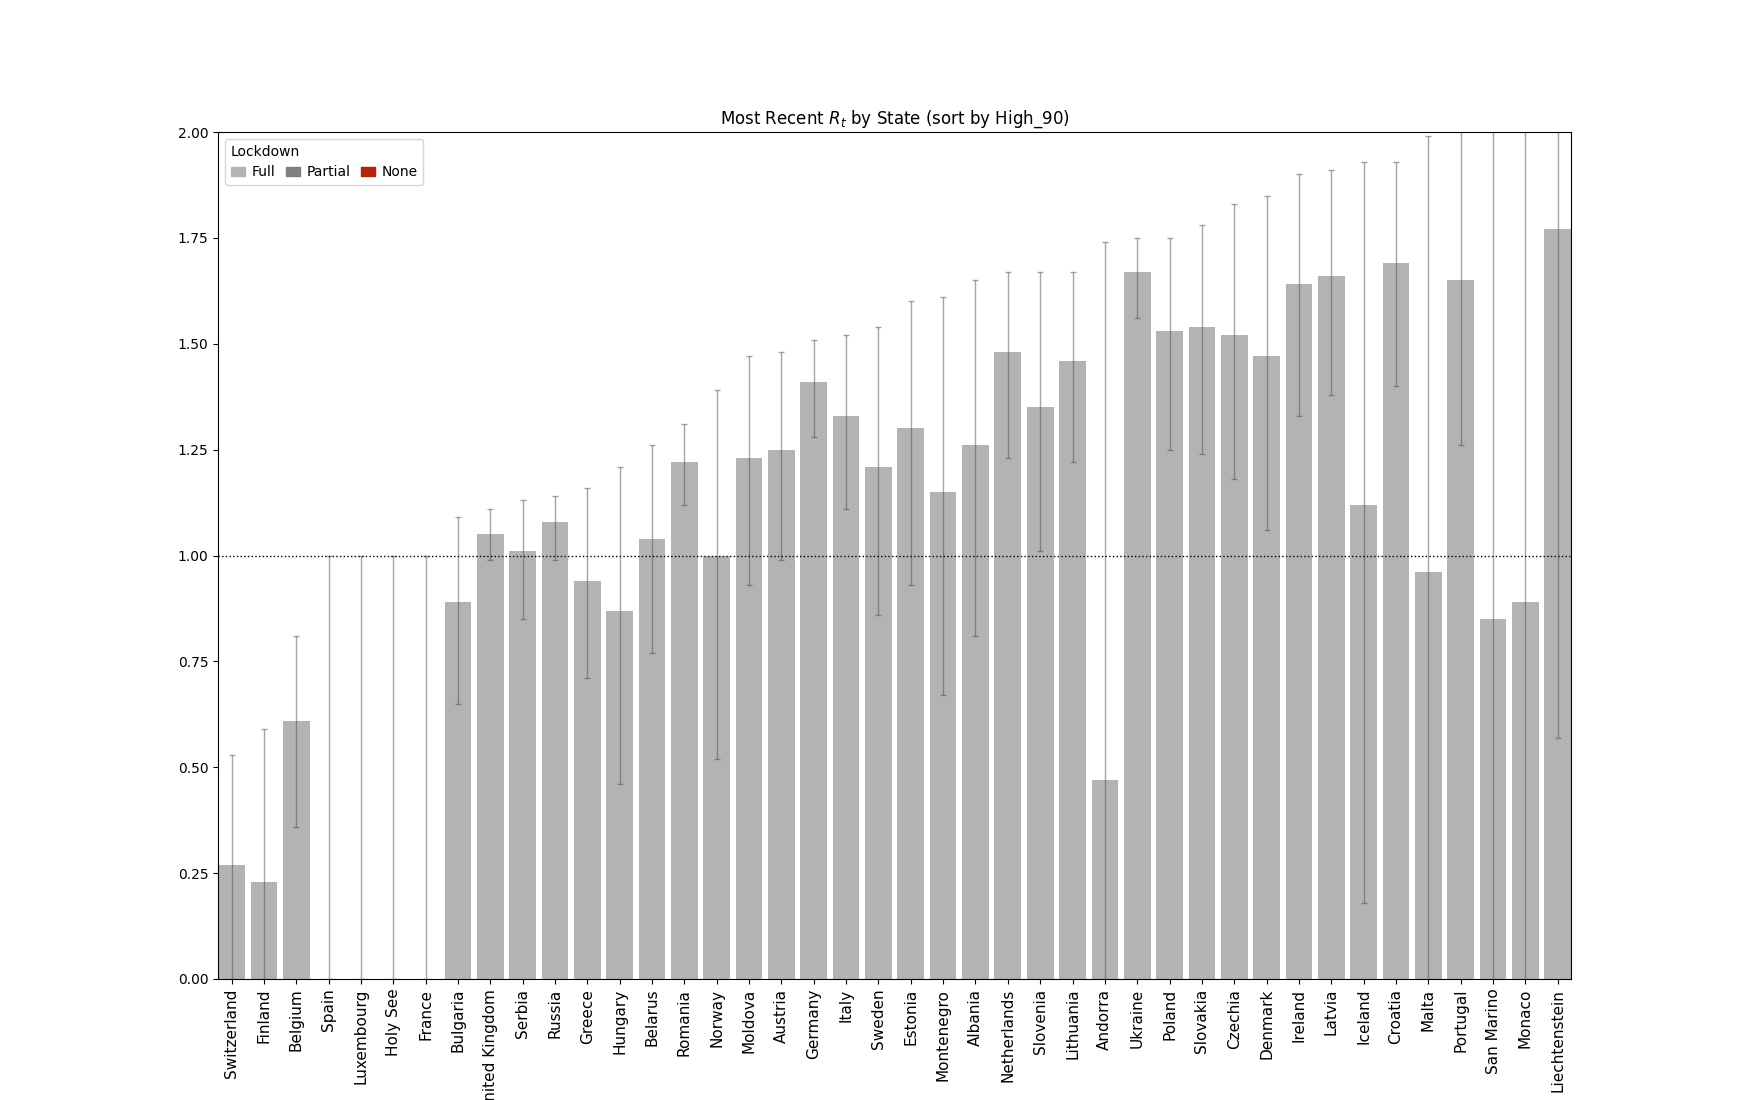 Most Recent R_t by State (sort by High_90)
Lockdown
Full Partial None
2.00
1.75
1.50
1.25
1.00
0.75
0.50
0.25
0.00
Switzerland
Finland
Belgium
Spain
Luxembourg
Holy See
France
Bulgaria
nited Kingdom
Serbia
Russia
Greece
Hungary
Belarus
Romania
Norway
Moldova
Austria
Germany
Italy
Sweden
Estonia
Montenegro
Albania
Netherlands
Slovenia
Lithuania
Andorra
Ukraine
Poland
Slovakia
Czechia
Denmark
Ireland
Latvia
Iceland
Croatia
Malta
Portugal
San Marino
Monaco
Liechtenstein